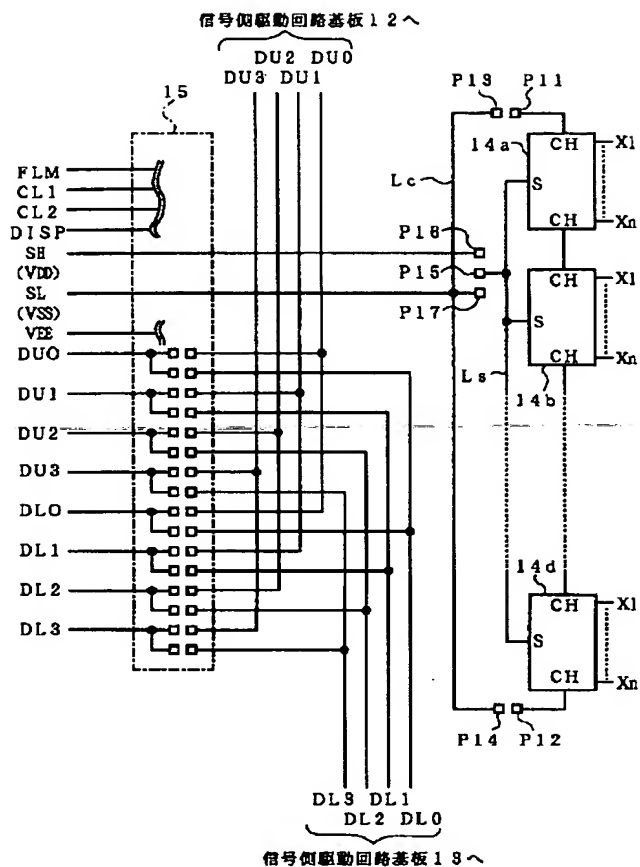 信号側駆動回路基板１２へ
DU2 DU0
DU3 DU1
15
P13 P11
14a
CH
X1
FLM
CL1
CL2
DISP
Lc
S
CH
Xn
SH
(VDD)
P16
P15
SL
(VSS)
P17
CH
X1
S
VEE
Ls
CH
Xn
14b
DU0
DU1
DU2
DU3
DL0
DL1
DL2
DL3
14d
CH
X1
S
CH
Xn
P14 P12
DL3 DL1
DL2 DL0
信号側駆動回路基板１３へ